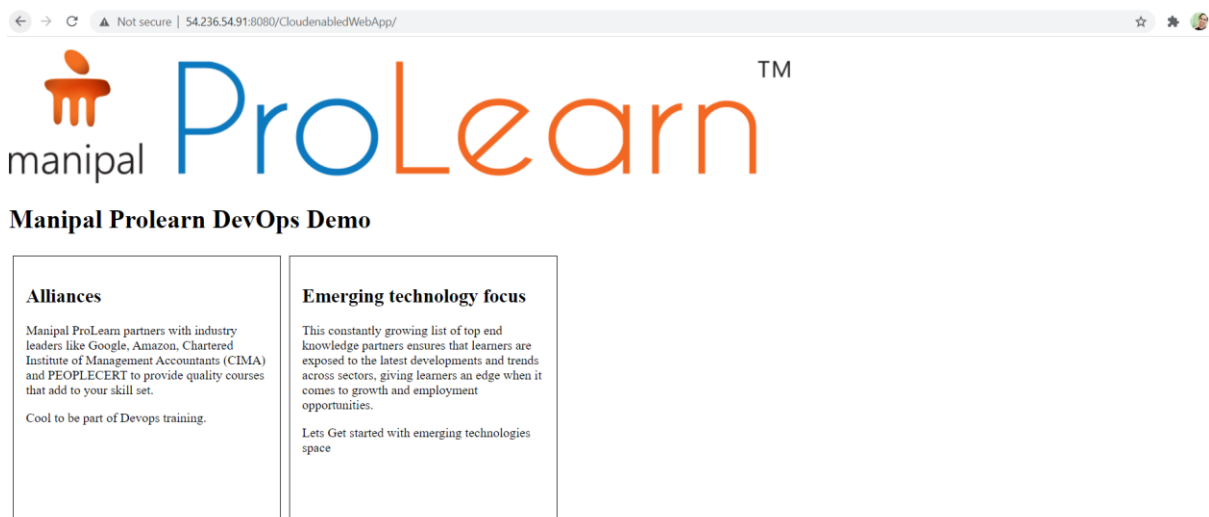 Not secure | 54.236.54.91:8080/CloudenabledWebApp/
manipal ProLearn TM
Manipal Prolearn DevOps Demo
Alliances
Manipal ProLearn partners with industry
leaders like Google, Amazon, Chartered
Institute of Management Accountants (CIMA)
and PEOPLECERT to provide quality courses
that add to your skill set.
Cool to be part of Devops training.
Emerging technology focus
This constantly growing list of top end
knowledge partners ensures that learners are
exposed to the latest developments and trends
across sectors, giving learners an edge when it
comes to growth and employment
opportunities.
Lets Get started with emerging technologies
space